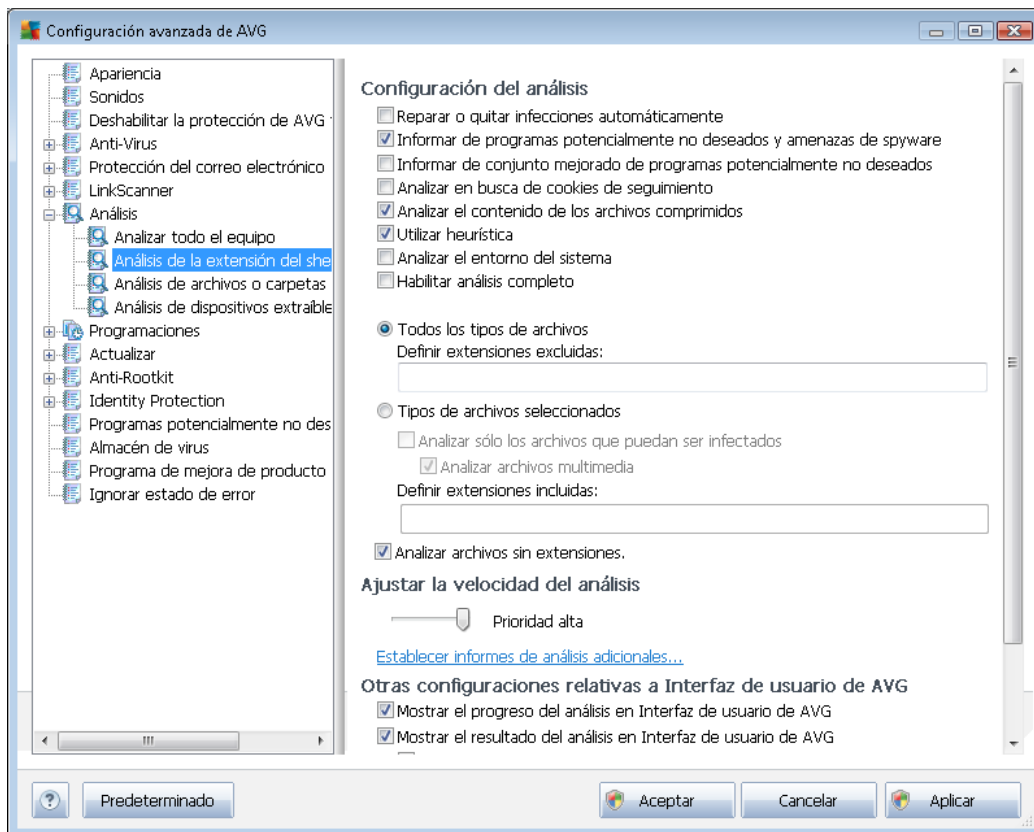 Configuración avanzada de AVG
Apariencia
Sonidos
Deshabilitar la protección de AVG
Anti-Virus
Protección del correo electrónico
LinkScanner
Análisis
Analizar todo el equipo
Análisis de la extensión del she
Análisis de archivos o carpetas
Análisis de dispositivos extraíble
Programaciones
Actualizar
Anti-Rootkit
Identity Protection
Programas potencialmente no des
Almacén de virus
Programa de mejora de producto
Ignorar estado de error
Configuración del análisis
Reparar o quitar infecciones automáticamente
Informar de programas potencialmente no deseados y amenazas de spyware
Informar de conjunto mejorado de programas potencialmente no deseados
Analizar en busca de cookies de seguimiento
Analizar el contenido de los archivos comprimidos
Utilizar heurística
Analizar el entorno del sistema
Habilitar análisis completo
Todos los tipos de archivos
Definir extensiones excluidas:
Tipos de archivos seleccionados
Analizar sólo los archivos que puedan ser infectados
Analizar archivos multimedia
Definir extensiones incluidas:
Analizar archivos sin extensiones.
Ajustar la velocidad del análisis
Prioridad alta
Establecer informes de análisis adicionales...
Otras configuraciones relativas a Interfaz de usuario de AVG
Mostrar el progreso del análisis en Interfaz de usuario de AVG
Mostrar el resultado del análisis en Interfaz de usuario de AVG
?
Predeterminado
Aceptar
Cancelar
Aplicar